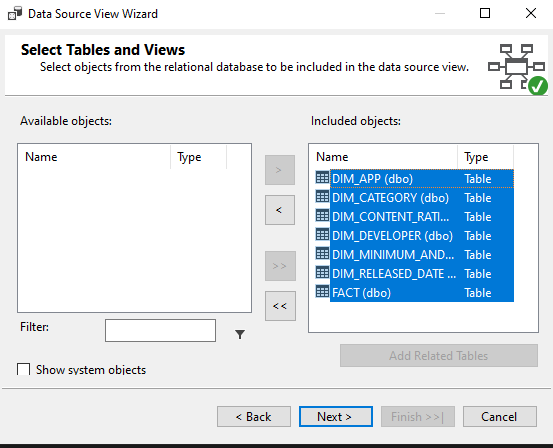 Data Source View Wizard
Select Tables and Views
Select objects from the relational database to be included in the data source view.
Available objects:
Included objects:
Name Type
Name Type
>
<
>>
<<
DIM_APP (dbo) Table
DIM_CATEGORY (dbo) Table
DIM_CONTENT_RATI... Table
DIM_DEVELOPER (dbo) Table
DIM_MINIMUM_AND... Table
DIM_RELEASED_DATE ... Table
FACT (dbo) Table
Filter:
Show system objects
Add Related Tables
< Back Next > Finish >>| Cancel